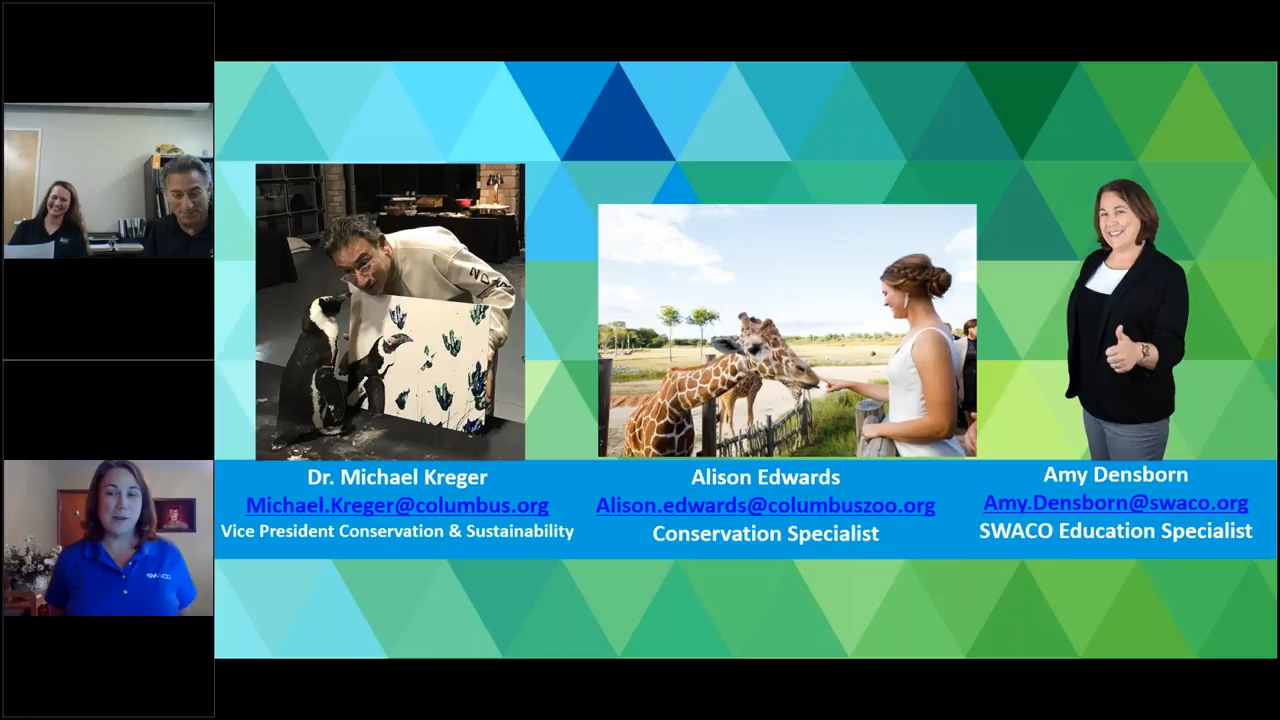 Dr. Michael Kreger
Michael.Kreger@columbus.org
Vice President Conservation & Sustainability
Alison Edwards
Alison.edwards@columbuszoo.org
Conservation Specialist
Amy Densborn
Amy.Densborn@swaco.org
SWACO Education Specialist
SWACO